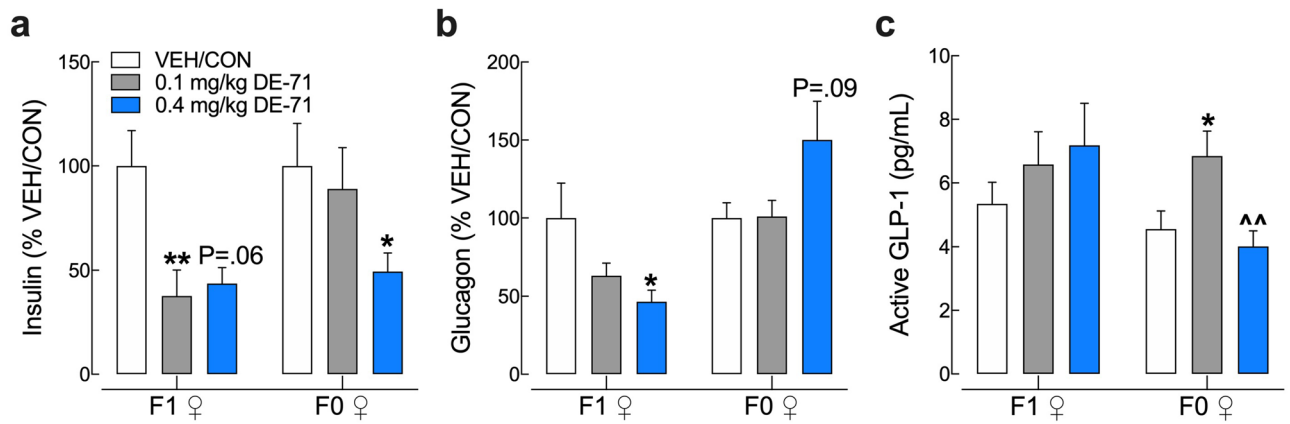 a
Insulin (% VEH/CON)
150
100
50
0
VEH/CON
0.1 mg/kg DE-71
0.4 mg/kg DE-71
**
P=.06
*
F1 ♀
F0 ♀
b
Glucagon (% VEH/CON)
200
150
100
50
0
*
P=.09
F1 ♀
F0 ♀
c
Active GLP-1 (pg/mL)
10
8
6
4
2
0
*
^^
F1 ♀
F0 ♀